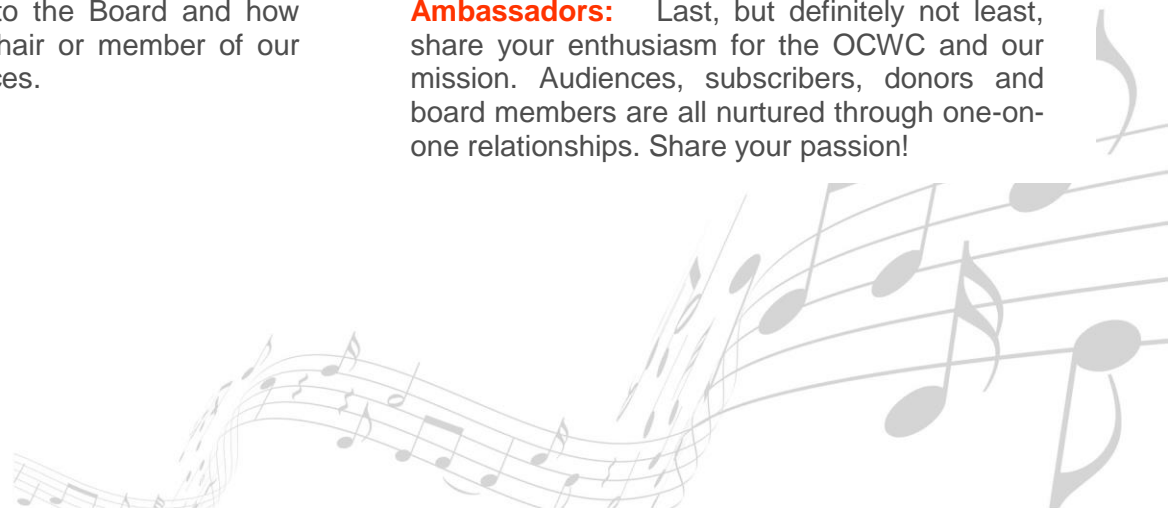 to the Board and how
hair or member of our
ces.
Ambassadors: Last, but definitely not least,
share your enthusiasm for the OCWC and our
mission. Audiences, subscribers, donors and
board members are all nurtured through one-on-
one relationships. Share your passion!